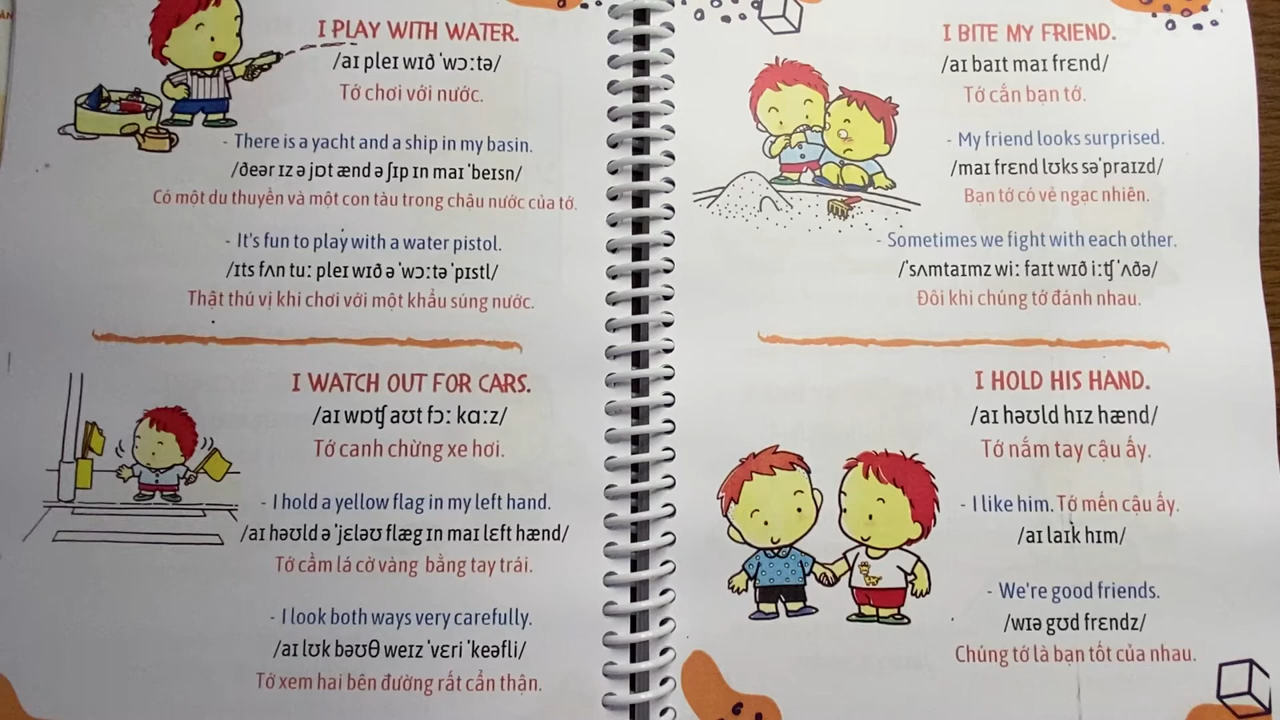 I PLAY WITH WATER.
/aɪ pleɪ wɪð ˈwɔːtə/
Tớ chơi với nước.
- There is a yacht and a ship in my basin.
/ðeər ɪz ə jɒt ænd ə ʃɪp ɪn maɪ ˈbeɪsn/
Có một du thuyền và một con tàu trong chậu nước của tớ.
- It's fun to play with a water pistol.
/ɪts fʌn tuː pleɪ wɪð ə ˈwɔːtə ˈpɪstl/
Thật thú vị khi chơi với một khẩu súng nước.
I WATCH OUT FOR CARS.
/aɪ wɒʧ aʊt fɔː kɑːz/
Tớ canh chừng xe hơi.
- I hold a yellow flag in my left hand.
/aɪ həʊld ə ˈjɛləʊ flæg ɪn maɪ lɛft hænd/
Tớ cầm lá cờ vàng bằng tay trái.
- I look both ways very carefully.
/aɪ lʊk bəʊθ weɪz ˈvɛri ˈkeəfli/
Tớ xem hai bên đường rất cẩn thận.
I BITE MY FRIEND.
/aɪ baɪt maɪ frɛnd/
Tớ cắn bạn tớ.
- My friend looks surprised.
/maɪ frɛnd lʊks səˈpraɪzd/
Bạn tớ có vẻ ngạc nhiên.
- Sometimes we fight with each other.
/ˈsʌmtaɪmz wiː faɪt wɪð iːʧ ˈʌðə/
Đôi khi chúng tớ đánh nhau.
I HOLD HIS HAND.
/aɪ həʊld hɪz hænd/
Tớ nắm tay cậu ấy.
- I like him. Tớ mến cậu ấy.
/aɪ laɪk hɪm/
- We're good friends.
/wɪə gʊd frɛndz/
Chúng tớ là bạn tốt của nhau.